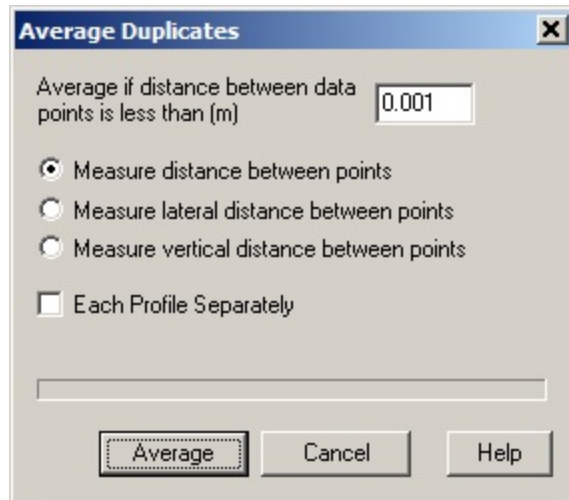 Average Duplicates
Average if distance between data
points is less than (m)
0.001
Measure distance between points
Measure lateral distance between points
Measure vertical distance between points
Each Profile Separately
Average
Cancel
Help